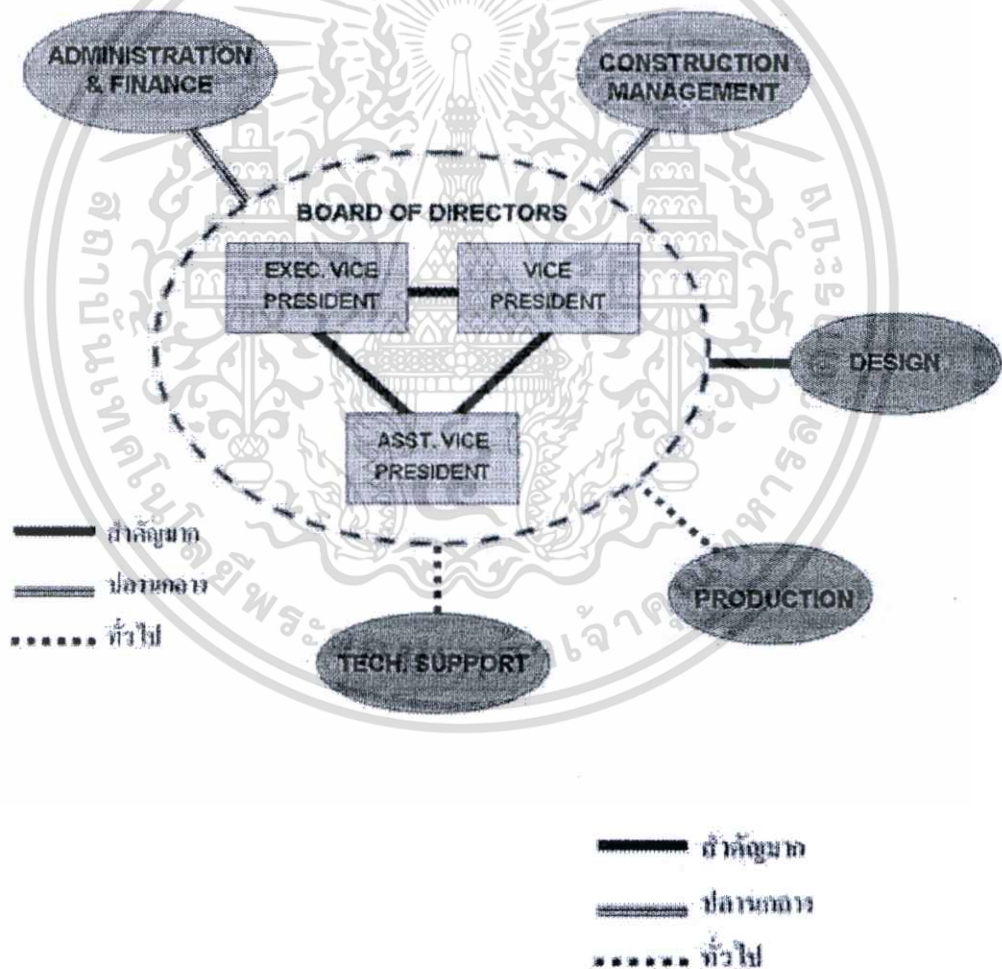 ADMINISTRATION
& FINANCE
CONSTRUCTION
MANAGEMENT
BOARD OF DIRECTORS
EXEC. VICE
PRESIDENT
VICE
PRESIDENT
DESIGN
ASST. VICE
PRESIDENT
สำคัญมาก
ปลานกลาง
ทั่วไป
PRODUCTION
TECH. SUPPORT
สำคัญมาก
ปลานกลาง
ทั่วไป